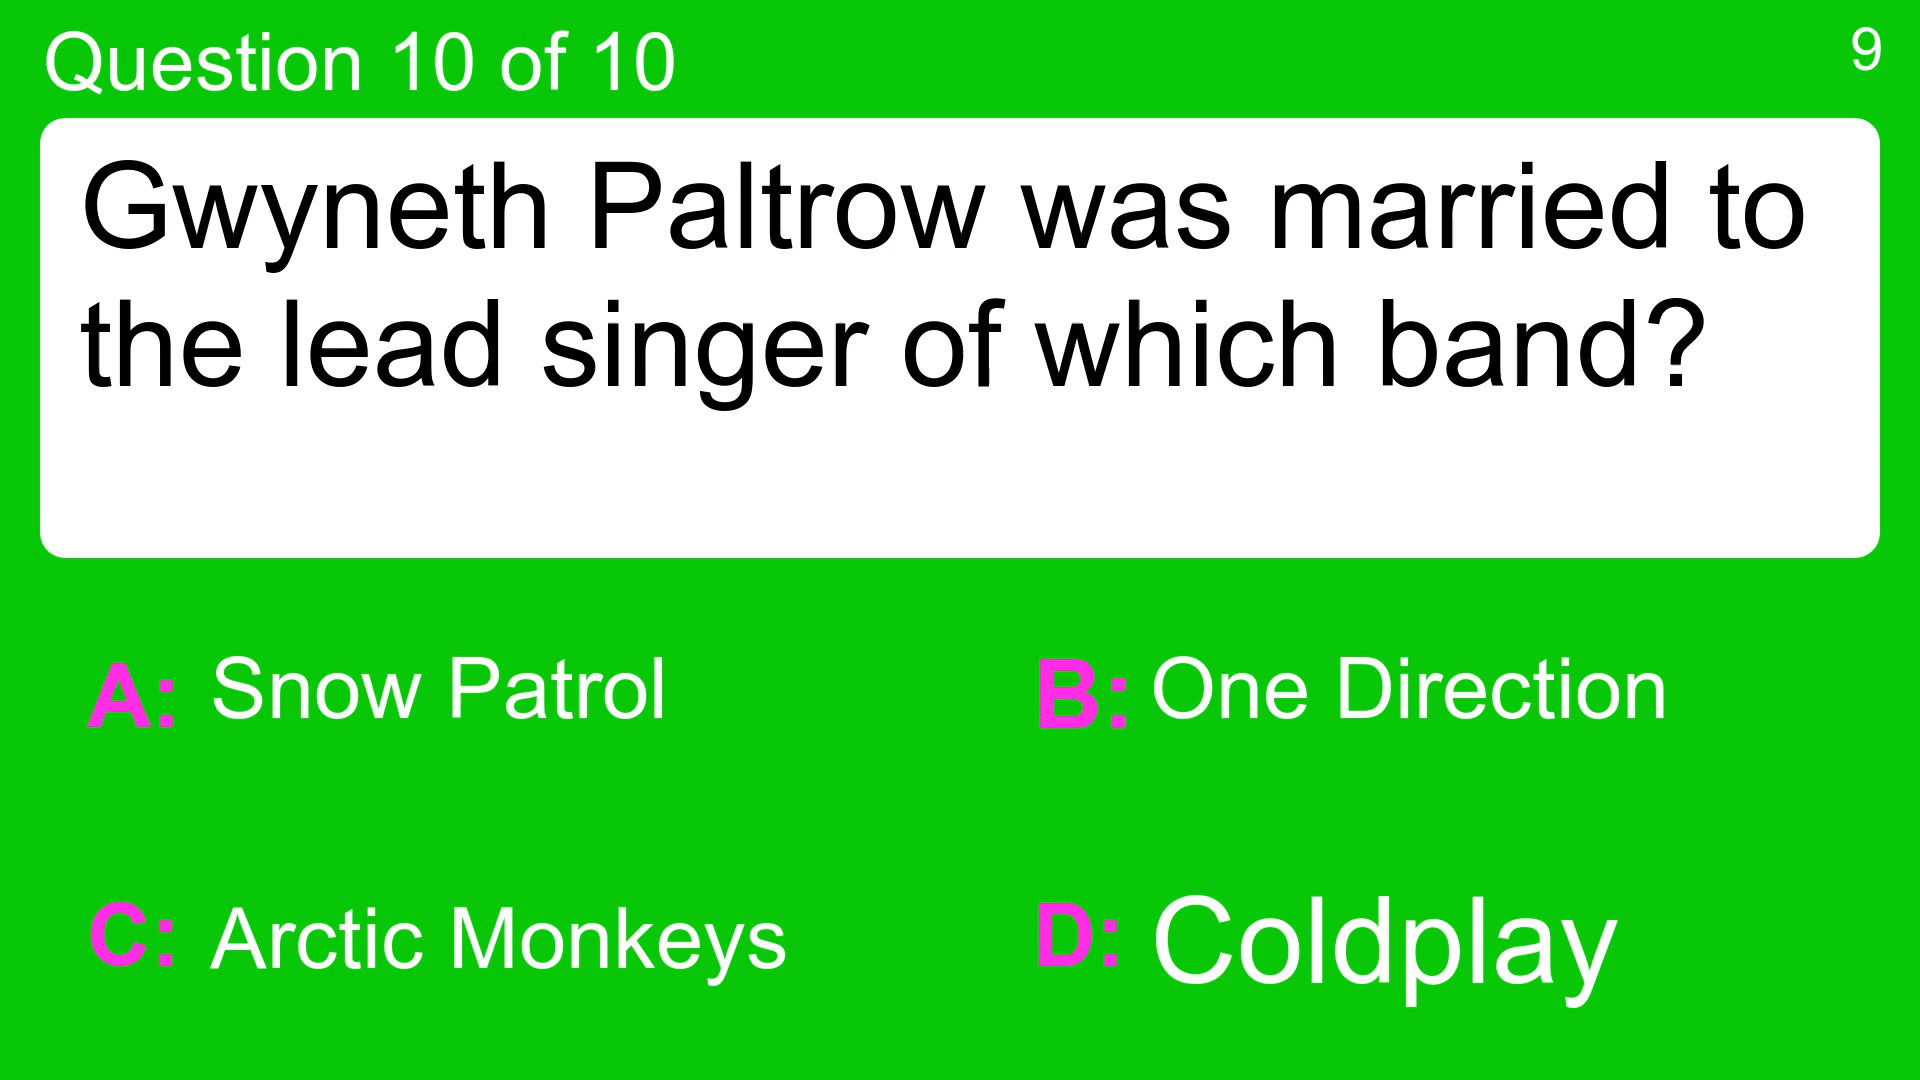 Question 10 of 10
9
Gwyneth Paltrow was married to
the lead singer of which band?
A: Snow Patrol
B: One Direction
C: Arctic Monkeys
D: Coldplay